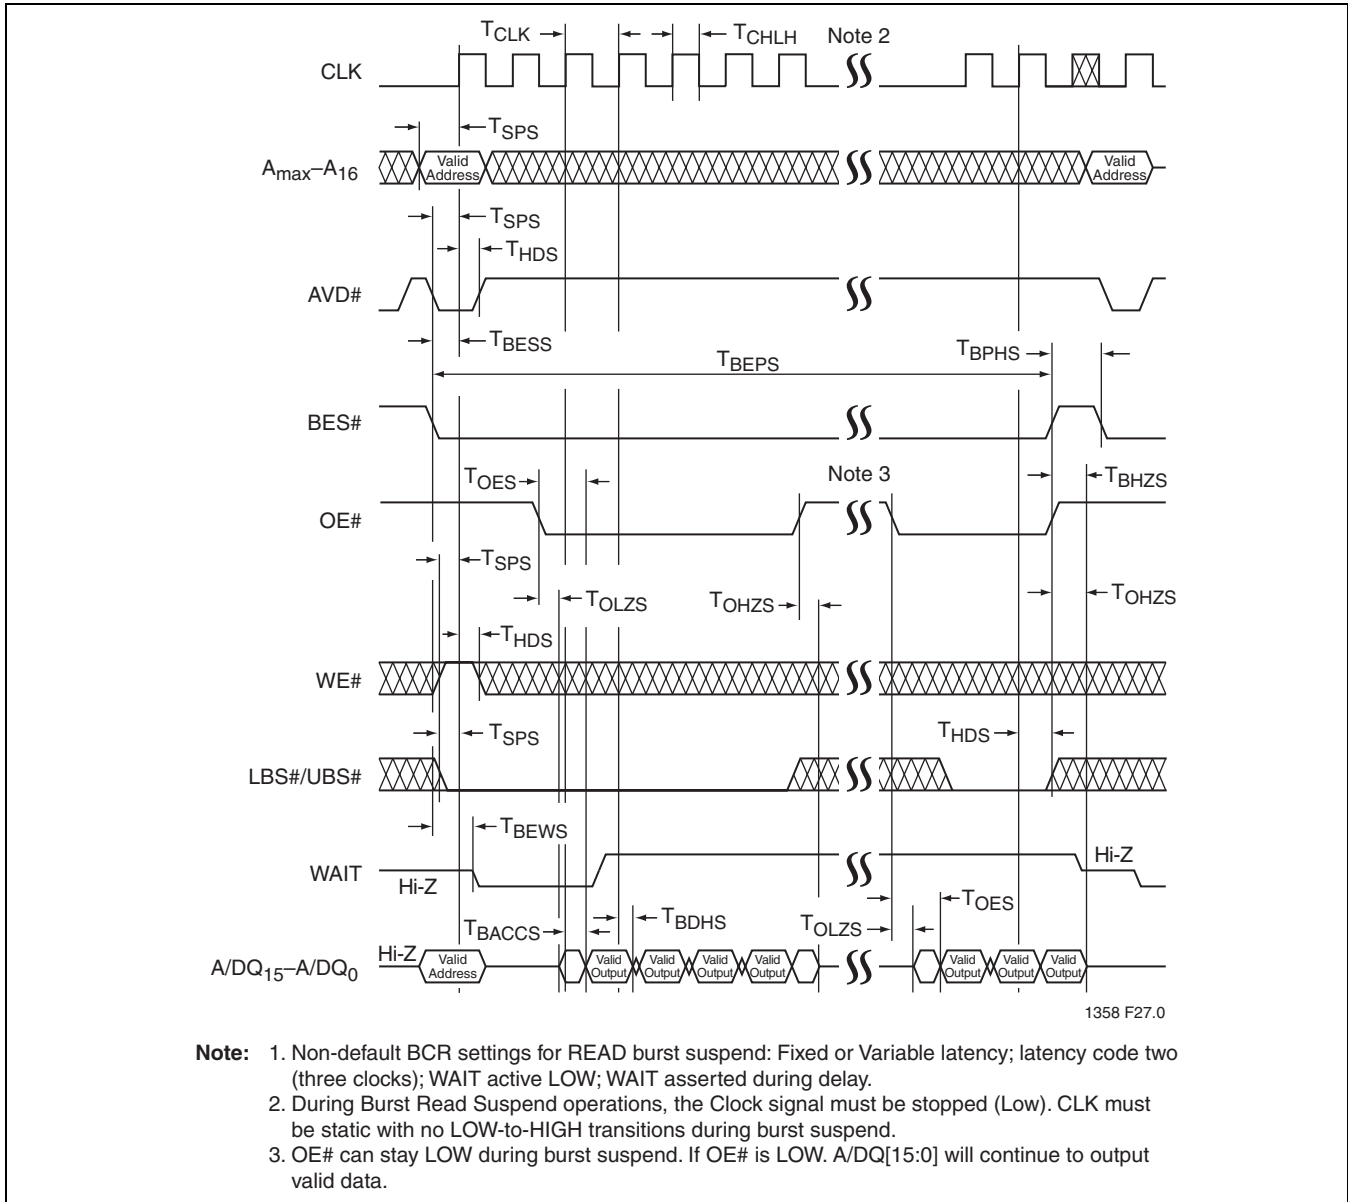 TCLK
TCHLH
Note 2
CLK
TSPS
Amax–A16
Valid Address
Valid Address
TSPS
THDS
AVD#
TBESS
TBEPS
TBPHS
BES#
TOES
Note 3
TBHZS
OE#
TSPS
TOLZS
TOHZS
TOHZS
THDS
WE#
TSPS
THDS
LBS#/UBS#
TBEWS
WAIT
Hi-Z
Hi-Z
TBACCS
TBDHS
TOLZS
TOES
A/DQ15–A/DQ0
Hi-Z
Valid Address
Valid Output
Valid Output
Valid Output
Valid Output
Valid Output
Valid Output
Valid Output
1358 F27.0
Note: 1. Non-default BCR settings for READ burst suspend: Fixed or Variable latency; latency code two
(three clocks); WAIT active LOW; WAIT asserted during delay.
2. During Burst Read Suspend operations, the Clock signal must be stopped (Low). CLK must
be static with no LOW-to-HIGH transitions during burst suspend.
3. OE# can stay LOW during burst suspend. If OE# is LOW. A/DQ[15:0] will continue to output
valid data.